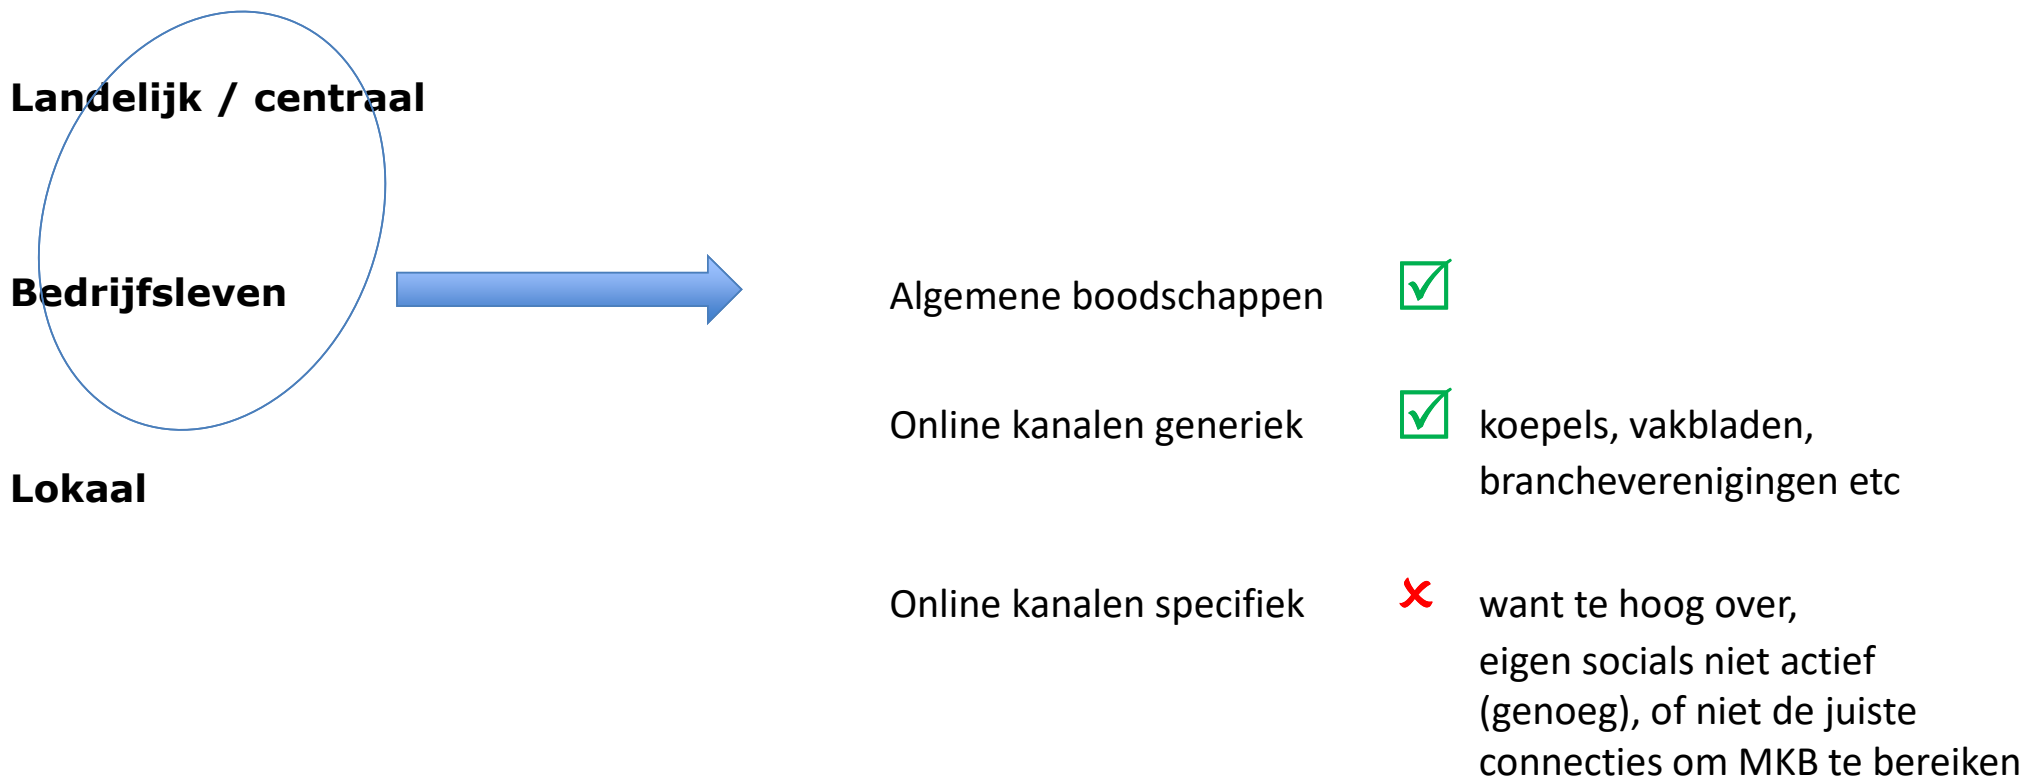 Landelijk / centraal
Bedrijfsleven
Algemene boodschappen
Online kanalen generiek
koepels, vakbladen,
brancheverenigingen etc
Lokaal
Online kanalen specifiek
want te hoog over,
eigen socials niet actief
(genoeg), of niet de juiste
connecties om MKB te bereiken